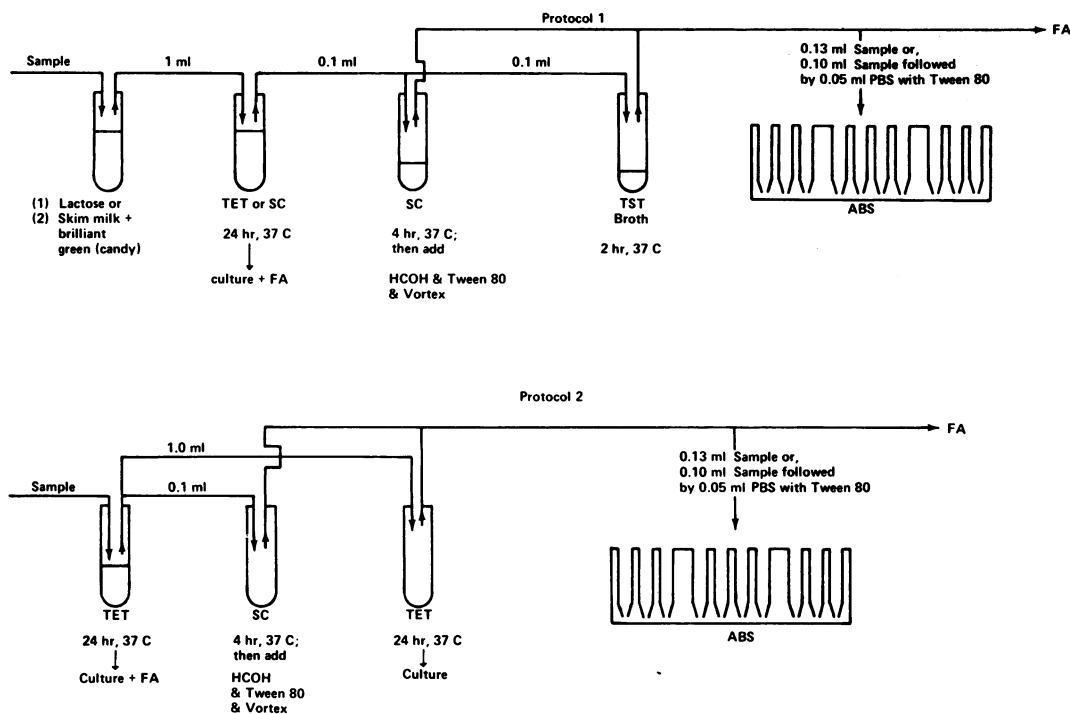 Protocol 1
FA
Sample
1 ml
0.1 ml
0.1 ml
0.13 ml Sample or,
0.10 ml Sample followed
by 0.05 ml PBS with Tween 80
(1) Lactose or
(2) Skim milk +
brilliant
green (candy)
TET or SC
24 hr, 37 C
culture + FA
SC
4 hr, 37 C;
then add
HCOH & Tween 80
& Vortex
TST
Broth
2 hr, 37 C
ABS
Protocol 2
FA
1.0 ml
Sample
0.1 ml
0.13 ml Sample or,
0.10 ml Sample followed
by 0.05 ml PBS with Tween 80
TET
24 hr, 37 C
Culture + FA
SC
4 hr, 37 C;
then add
HCOH
& Tween 80
& Vortex
TET
24 hr, 37 C
Culture
ABS